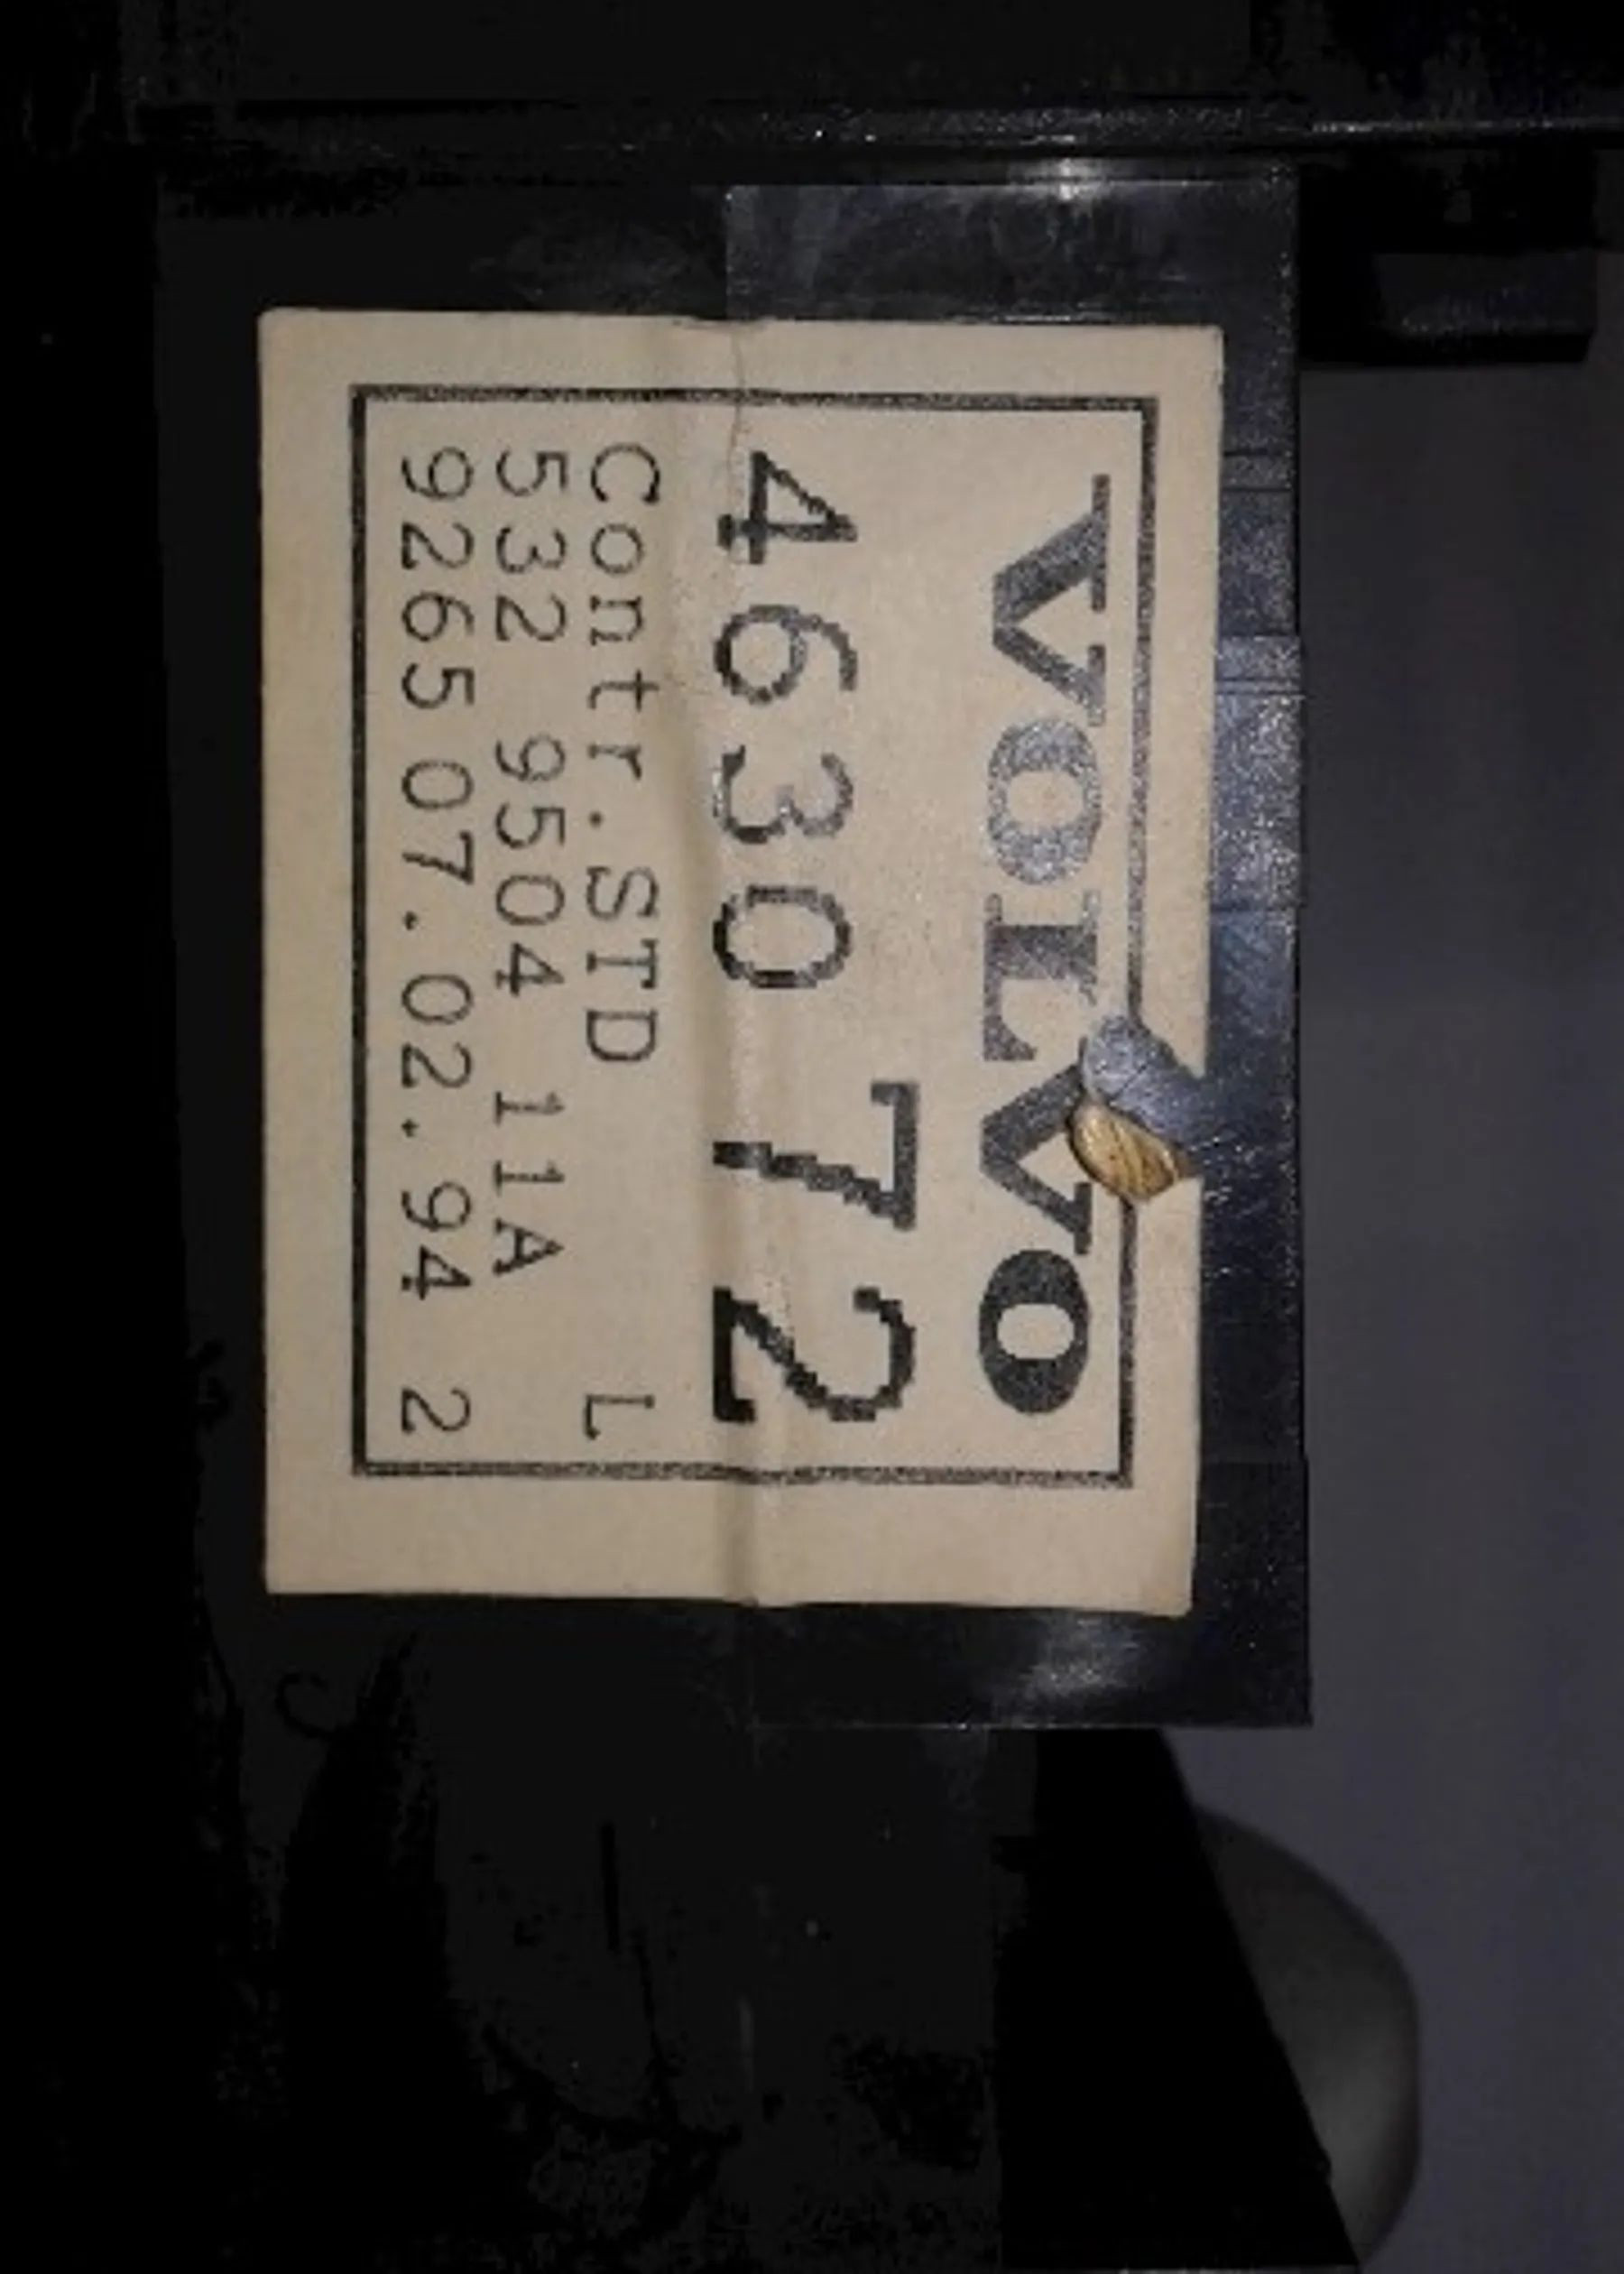 VOLVO
4630 72
Contr.STD L
532 9504 11A
9265 07.02.94 2